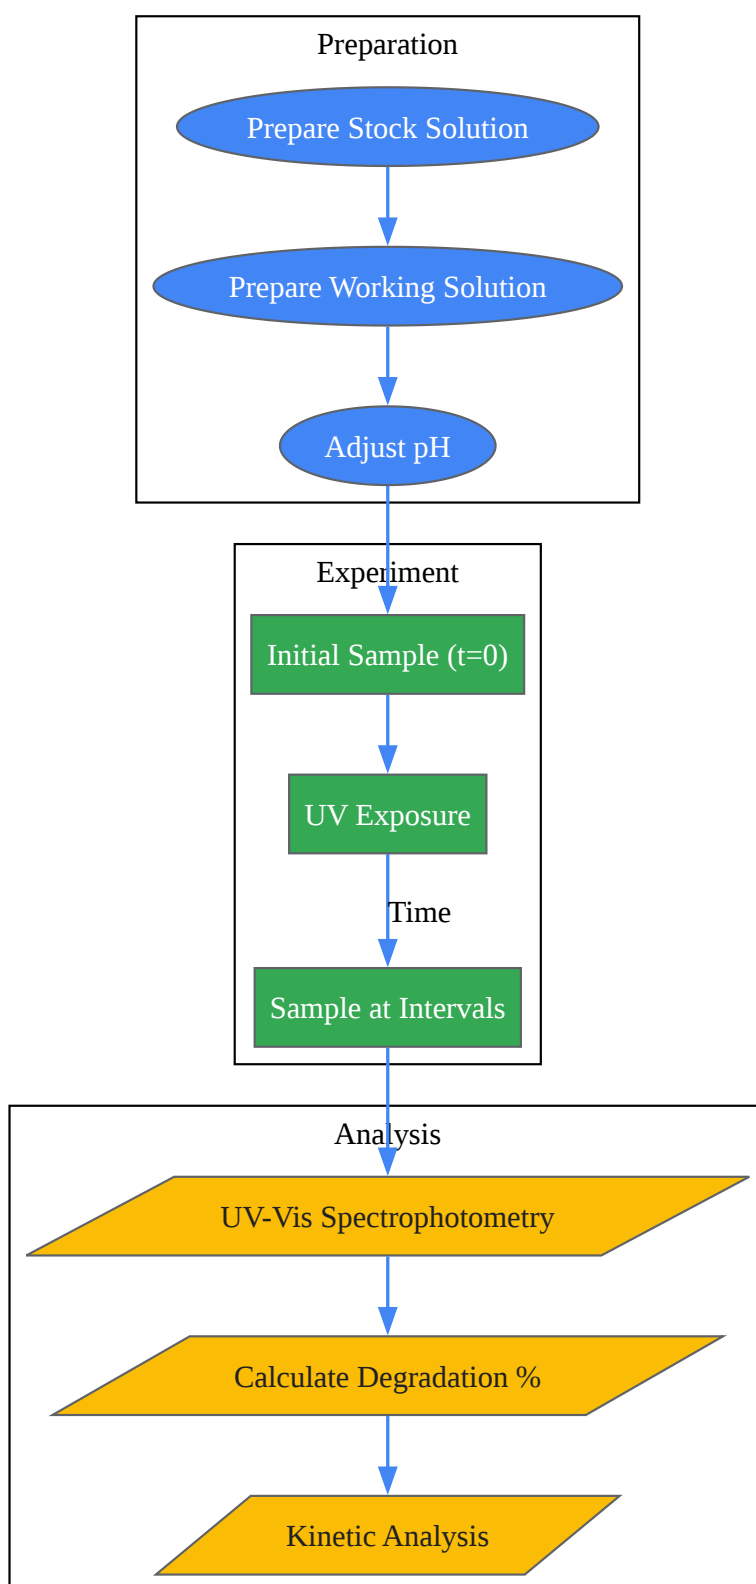 Preparation
Prepare Stock Solution
Prepare Working Solution
Adjust pH
Experiment
Initial Sample (t=0)
UV Exposure
Time
Sample at Intervals
Analysis
UV-Vis Spectrophotometry
Calculate Degradation %
Kinetic Analysis